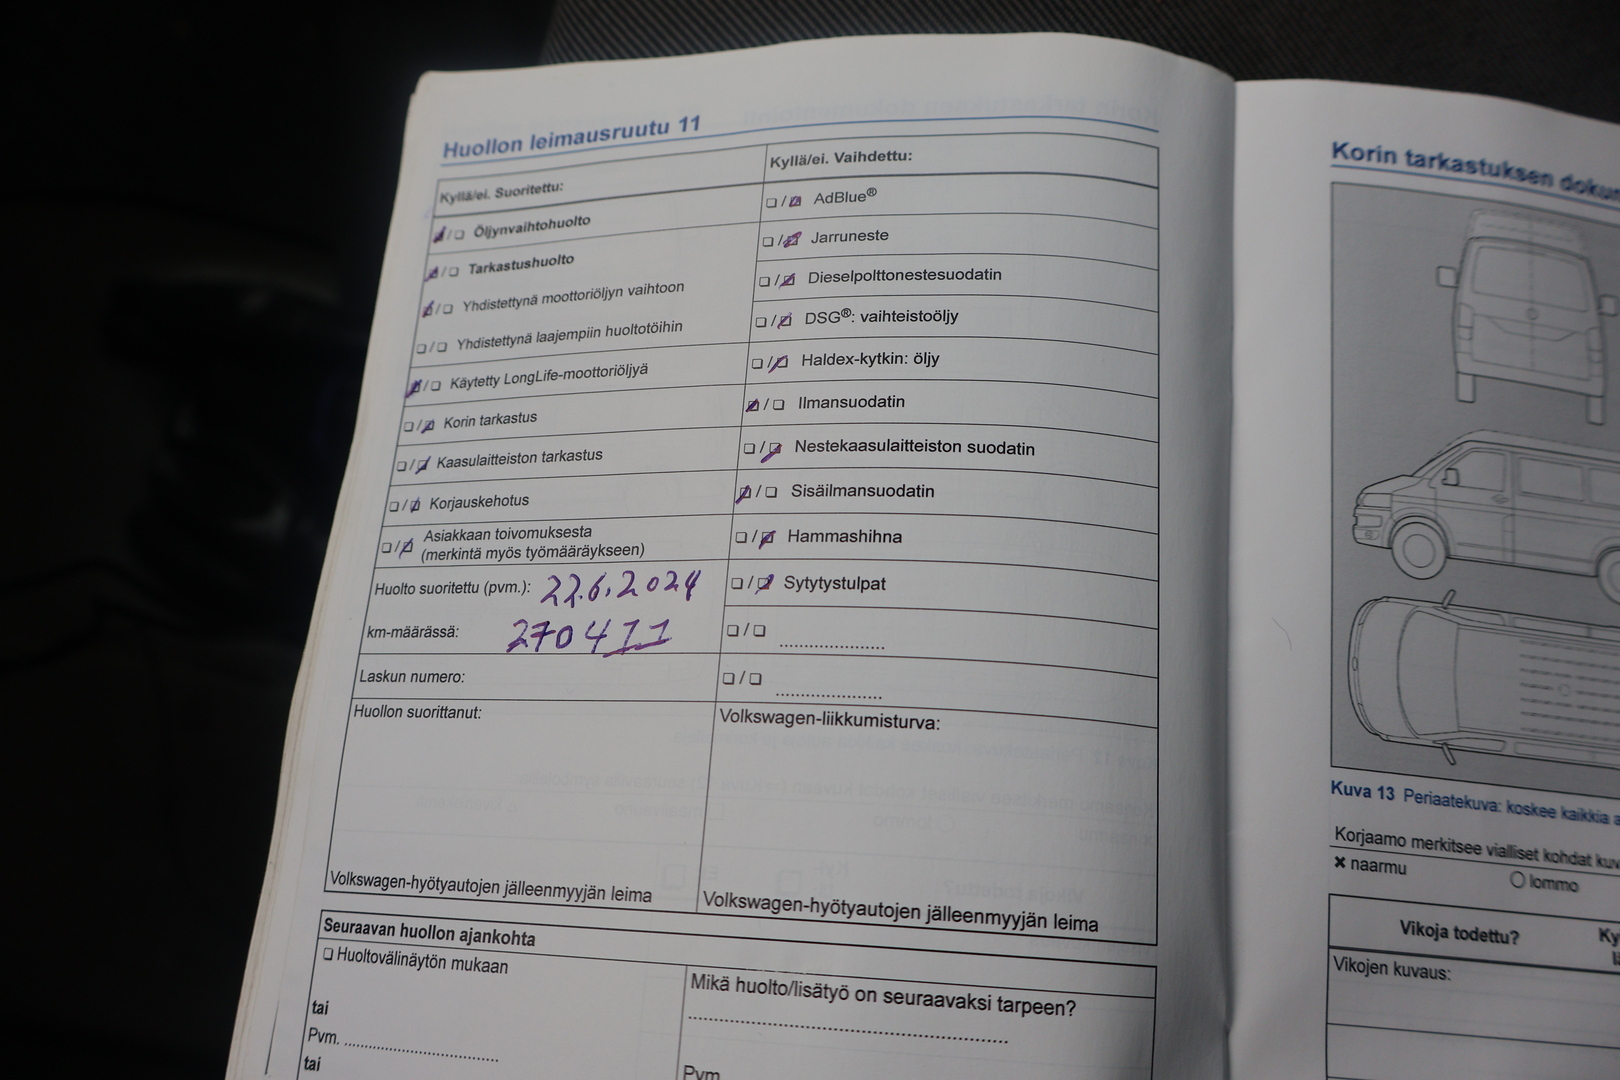 Huollon leimausruutu 11
Kyllä/ei. Suoritettu:
☑/❏ Öljynvaihtohuolto
☑/❏ Tarkastushuolto
☑/❏ Yhdistettynä moottoriöljyn vaihtoon
❏/❏ Yhdistettynä laajempiin huoltotöihin
☑/❏ Käytetty LongLife-moottoriöljyä
❏/☑ Korin tarkastus
❏/☑ Kaasulaitteiston tarkastus
❏/☑ Korjauskehotus
❏/☑ Asiakkaan toivomuksesta
(merkintä myös työmääräykseen)
Huolto suoritettu (pvm.): 22.6.2024
km-määrässä: 270411
Laskun numero:
Huollon suorittanut:
Volkswagen-hyötyautojen jälleenmyyjän leima
Kyllä/ei. Vaihdettu:
❏/☑ AdBlue®
❏/☑ Jarruneste
❏/☑ Dieselpolttonestesuodatin
❏/☑ DSG®: vaihteistoöljy
❏/☑ Haldex-kytkin: öljy
☑/❏ Ilmansuodatin
❏/☑ Nestekaasulaitteiston suodatin
☑/❏ Sisäilmansuodatin
❏/☑ Hammashihna
❏/☑ Sytytystulpat
❏/❏ .....................
❏/❏ .....................
Volkswagen-liikkumisturva:
Volkswagen-hyötyautojen jälleenmyyjän leima
Seuraavan huollon ajankohta
❏ Huoltovälinäytön mukaan
tai
Pvm. ..............................
tai
Mikä huolto/lisätyö on seuraavaksi tarpeen?
............................................................
Pvm
Korin tarkastuksen
Kuva 13 Periaatekuva: koskee kaikkia
Korjaamo merkitsee vialliset kohdat
✖ naarmu
○ lommo
Vikoja todettu?
Vikojen kuvaus: